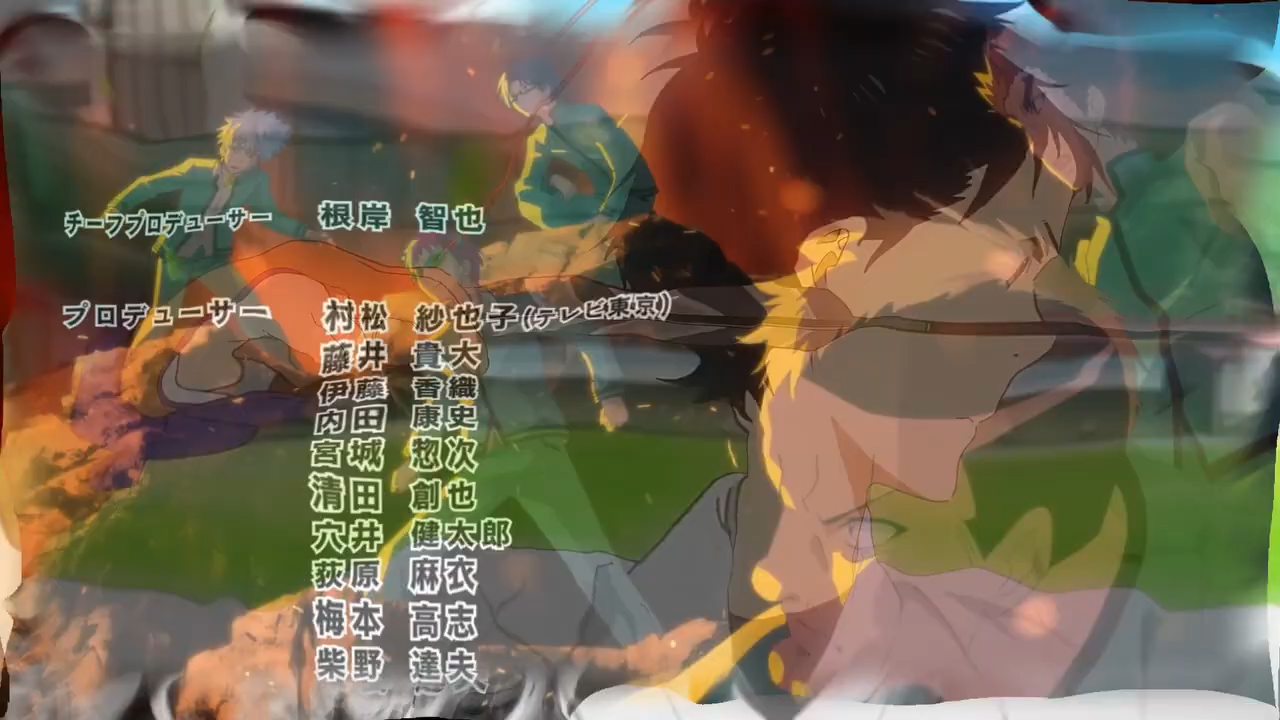 チーフプロデューサー 根岸 智也
プロデューサー 村松 紗也子(テレビ東京)
藤井 貴大
伊藤 香織
内田 康史
宮城 惣次
清田 創也
穴井 健太郎
荻原 麻衣
梅本 高志
柴野 達夫